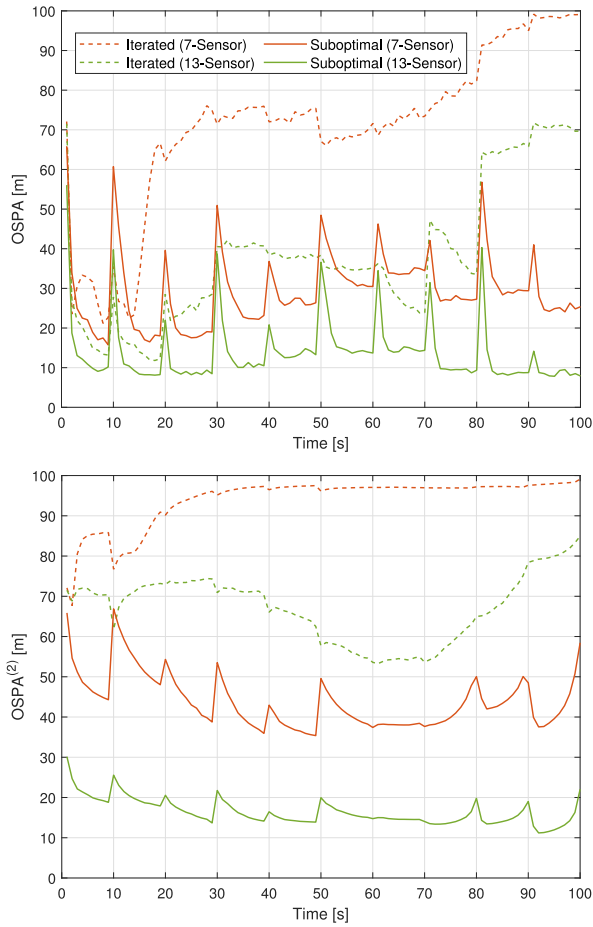 100
90
80
70
60
50
40
30
20
10
0
OSPA [m]
Iterated (7-Sensor)
Suboptimal (7-Sensor)
Iterated (13-Sensor)
Suboptimal (13-Sensor)
0 10 20 30 40 50 60 70 80 90 100
Time [s]
100
90
80
70
60
50
40
30
20
10
0
OSPA(2) [m]
0 10 20 30 40 50 60 70 80 90 100
Time [s]